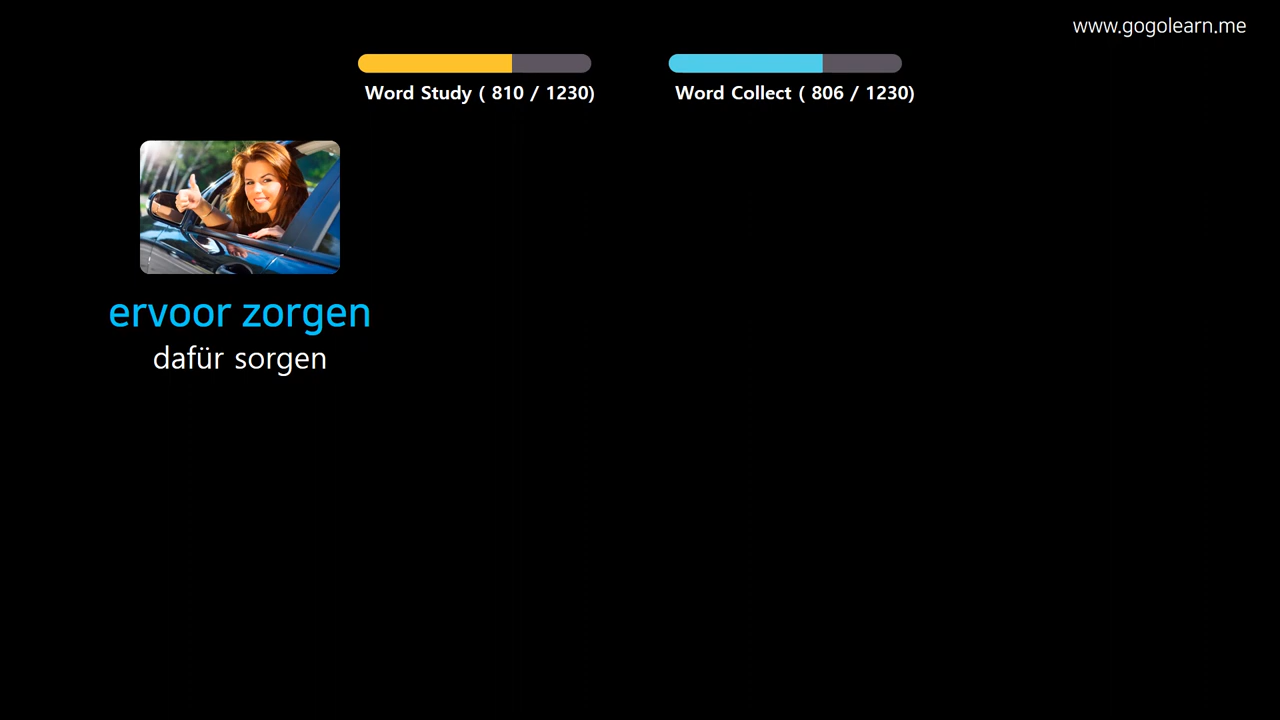 www.gogolearn.me
Word Study ( 810 / 1230)
Word Collect ( 806 / 1230)
ervoor zorgen
dafür sorgen